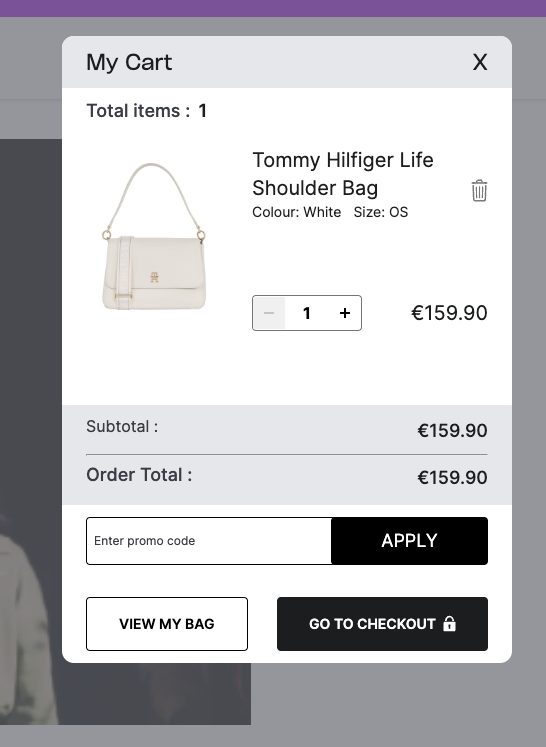 My Cart X
Total items : 1
Tommy Hilfiger Life
Shoulder Bag
Colour: White Size: OS
− 1 + €159.90
Subtotal : €159.90
Order Total : €159.90
Enter promo code APPLY
VIEW MY BAG GO TO CHECKOUT